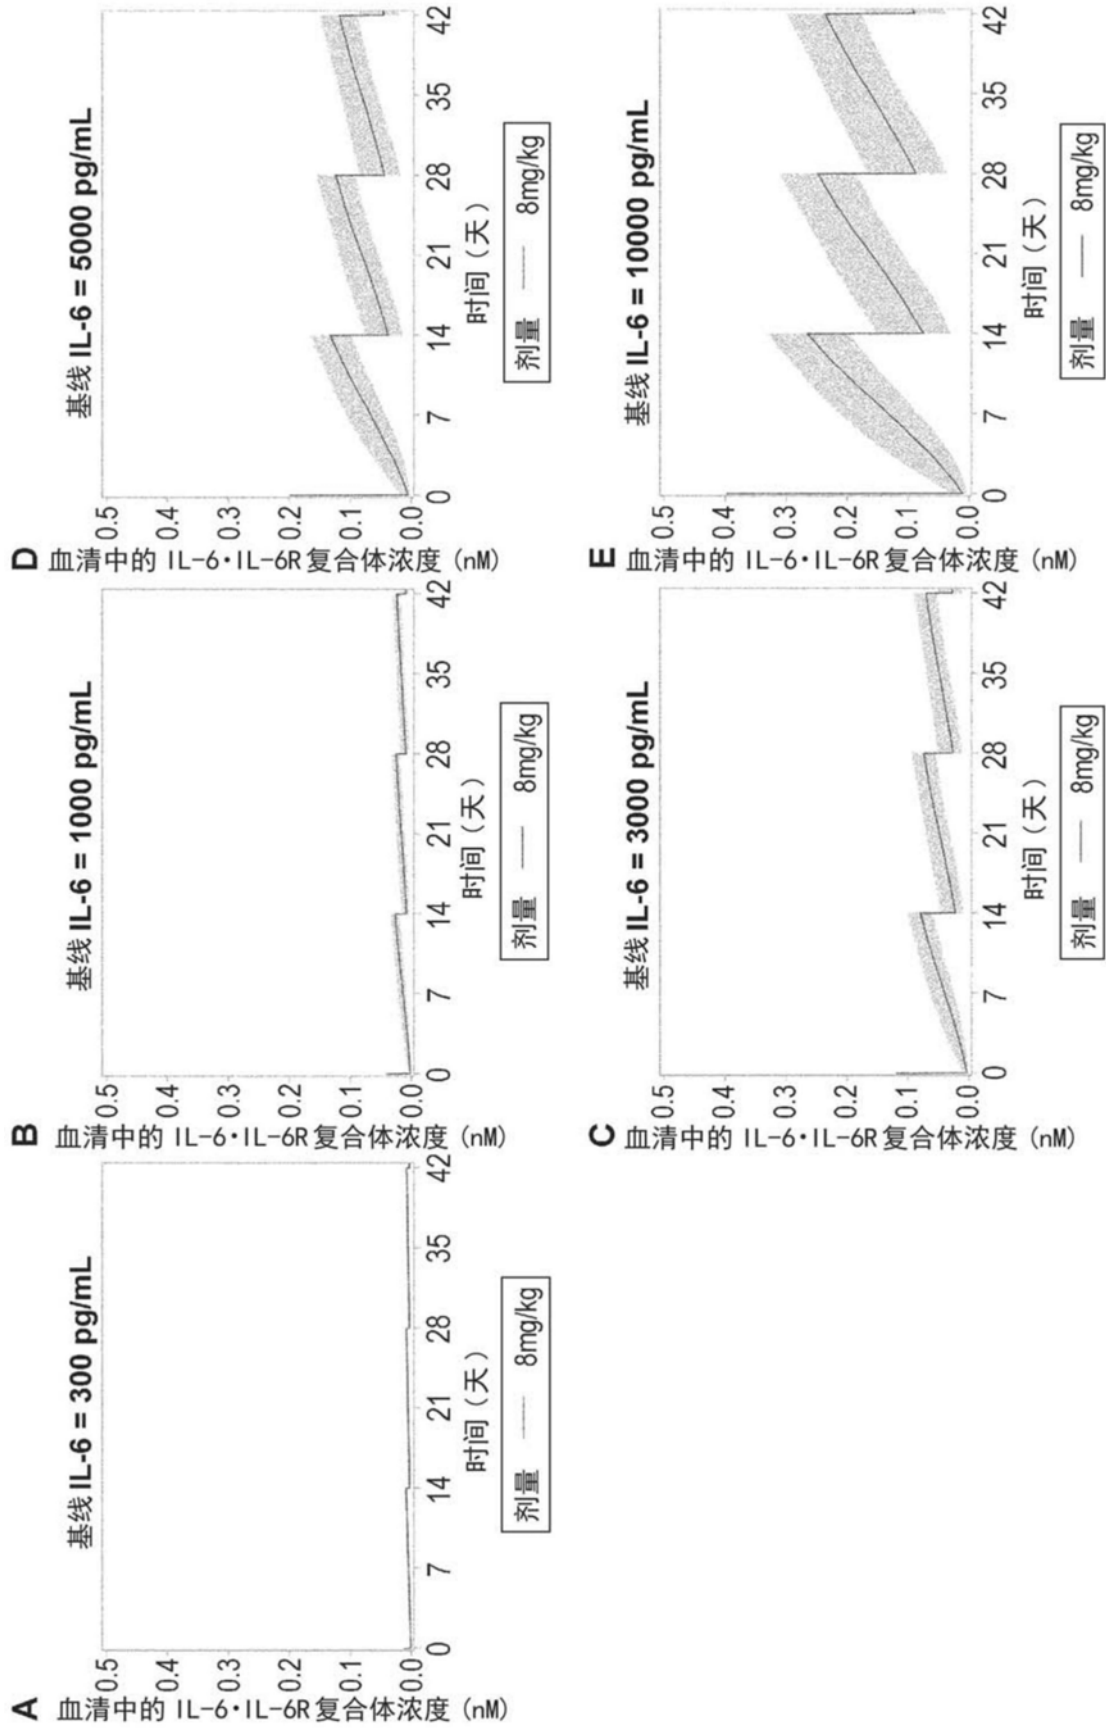 A
基线 IL-6 = 300 pg/mL
血清中的 IL-6·IL-6R 复合体浓度 (nM)
0.5
0.4
0.3
0.2
0.1
0.0
0 7 14 21 28 35 42
时间（天）
剂量 8mg/kg
B
基线 IL-6 = 1000 pg/mL
血清中的 IL-6·IL-6R 复合体浓度 (nM)
0.5
0.4
0.3
0.2
0.1
0.0
0 7 14 21 28 35 42
时间（天）
剂量 8mg/kg
C
基线 IL-6 = 3000 pg/mL
血清中的 IL-6·IL-6R 复合体浓度 (nM)
0.5
0.4
0.3
0.2
0.1
0.0
0 7 14 21 28 35 42
时间（天）
剂量 8mg/kg
D
基线 IL-6 = 5000 pg/mL
血清中的 IL-6·IL-6R 复合体浓度 (nM)
0.5
0.4
0.3
0.2
0.1
0.0
0 7 14 21 28 35 42
时间（天）
剂量 8mg/kg
E
基线 IL-6 = 10000 pg/mL
血清中的 IL-6·IL-6R 复合体浓度 (nM)
0.5
0.4
0.3
0.2
0.1
0.0
0 7 14 21 28 35 42
时间（天）
剂量 8mg/kg